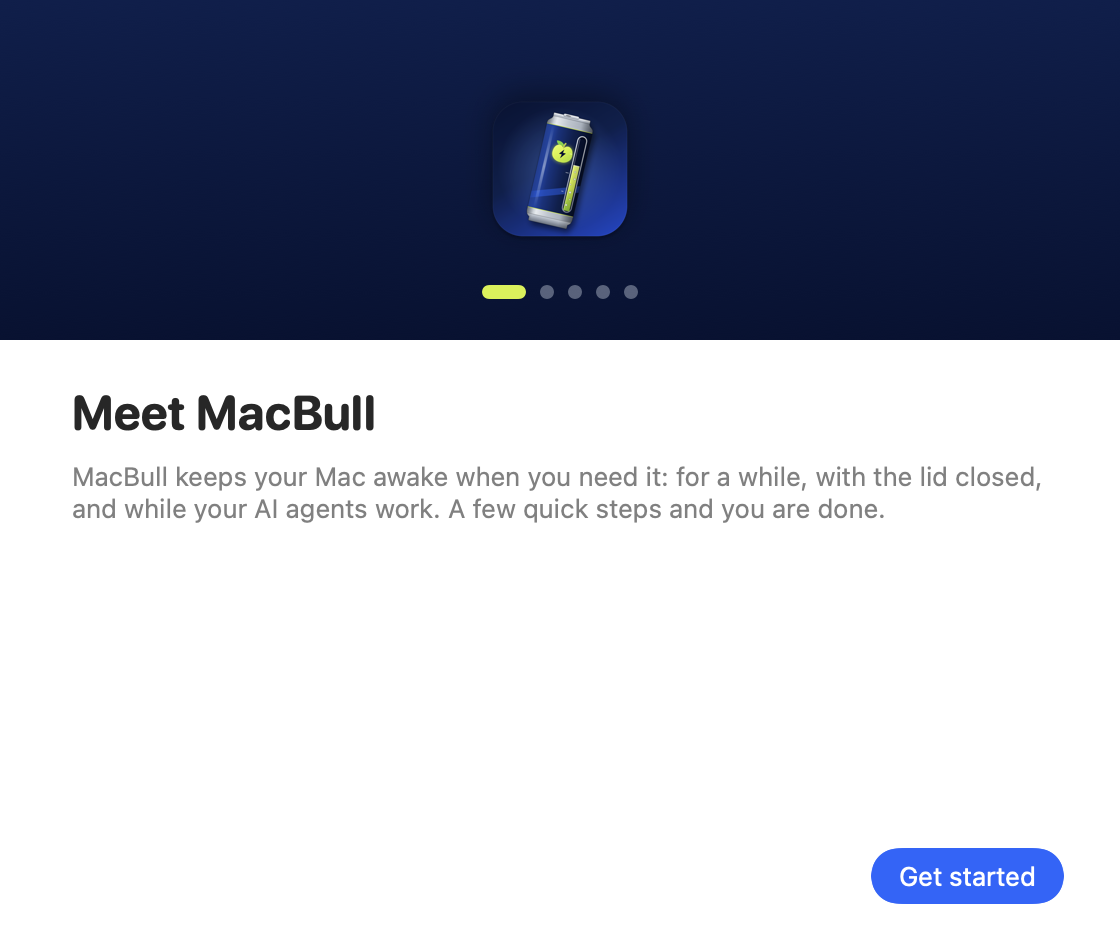 Meet MacBull
MacBull keeps your Mac awake when you need it: for a while, with the lid closed,
and while your AI agents work. A few quick steps and you are done.
Get started